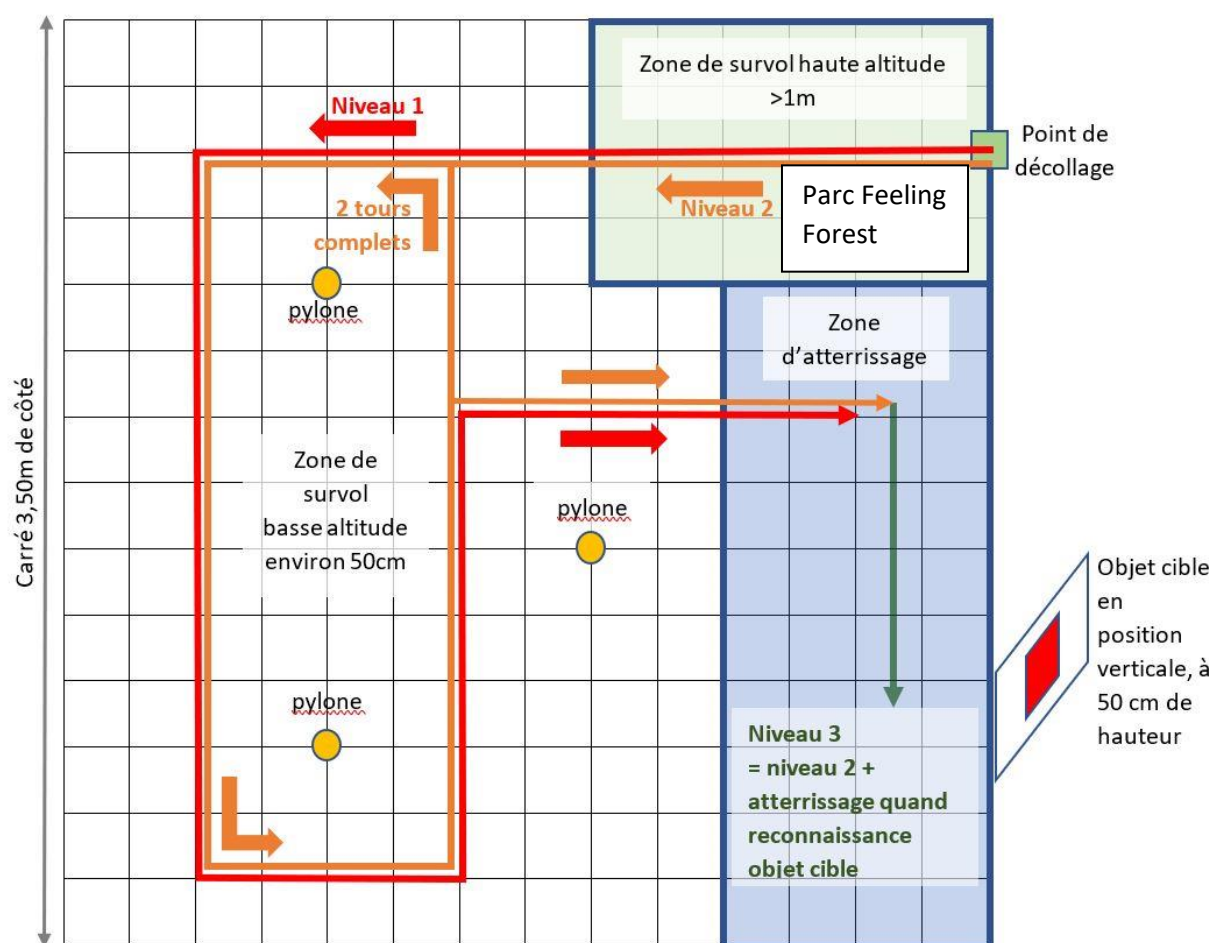 Zone de survol haute altitude
>1m
Niveau 1
Point de
décollage
Parc Feeling
Forest
Niveau 2
2 tours
complets
pylone
Zone
d’atterrissage
Carré 3,50m de côté
Zone de
survol
basse altitude
environ 50cm
pylone
Objet cible
en
position
verticale, à
50 cm de
hauteur
pylone
Niveau 3
= niveau 2 +
atterrissage quand
reconnaissance
objet cible